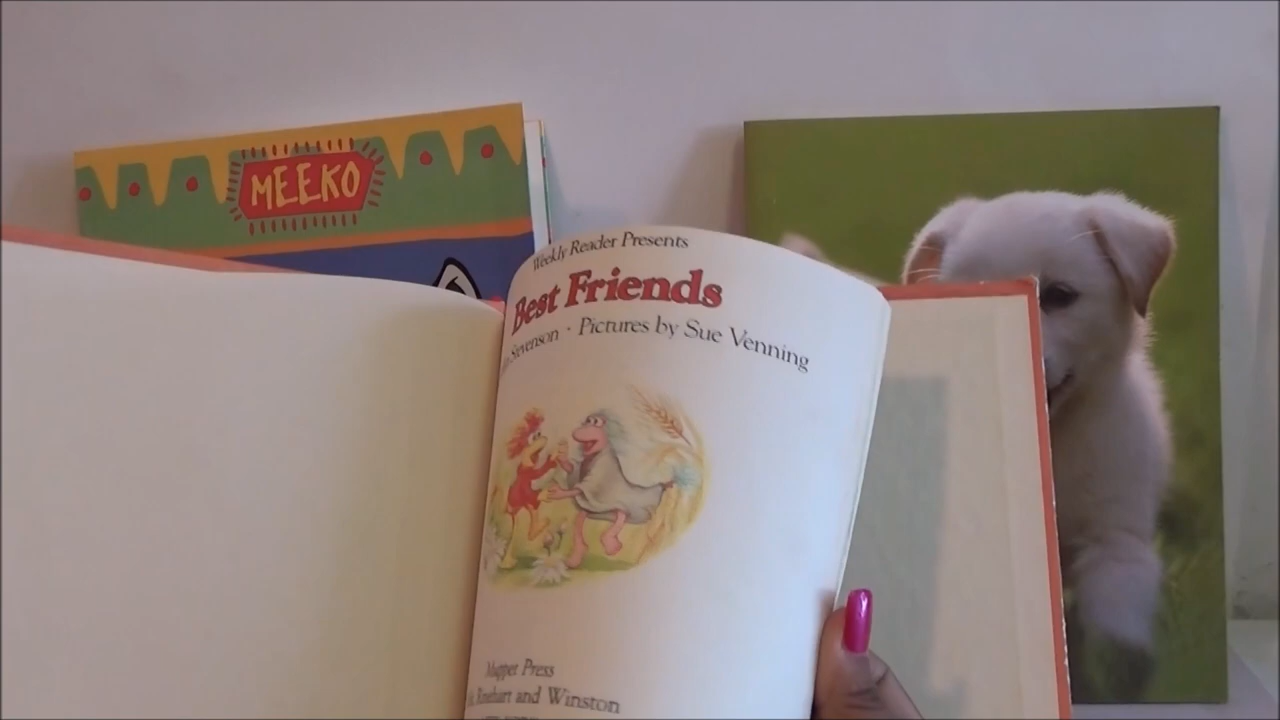 MEEKO
Weekly Reader Presents
Best Friends
Stevenson · Pictures by Sue Venning
Muppet Press
Rinehart and Winston